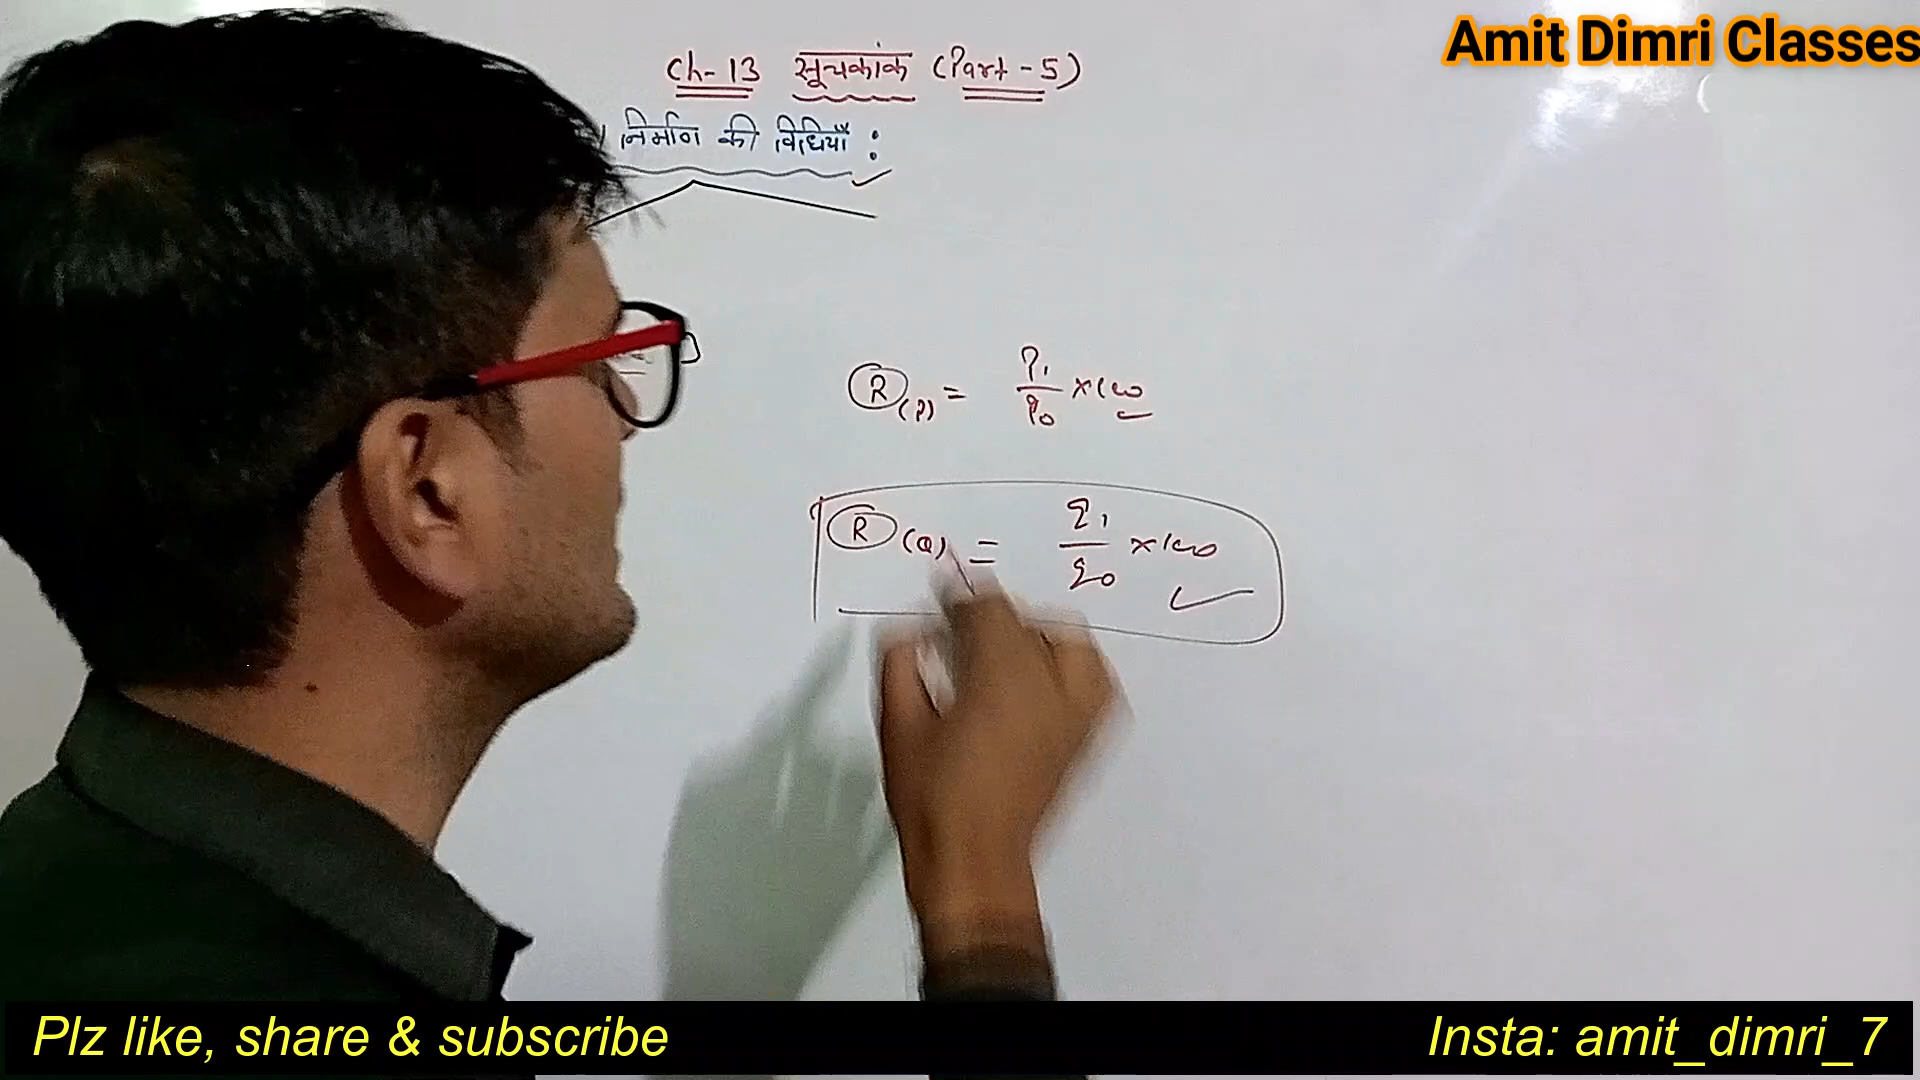 Amit Dimri Classes
Ch-13 सूचकांक (Part-5)
निर्माण की विधियाँ :
R (P) = P₁/P₀ ×100
R (Q) = q₁/q₀ ×100
Plz like, share & subscribe
Insta: amit_dimri_7